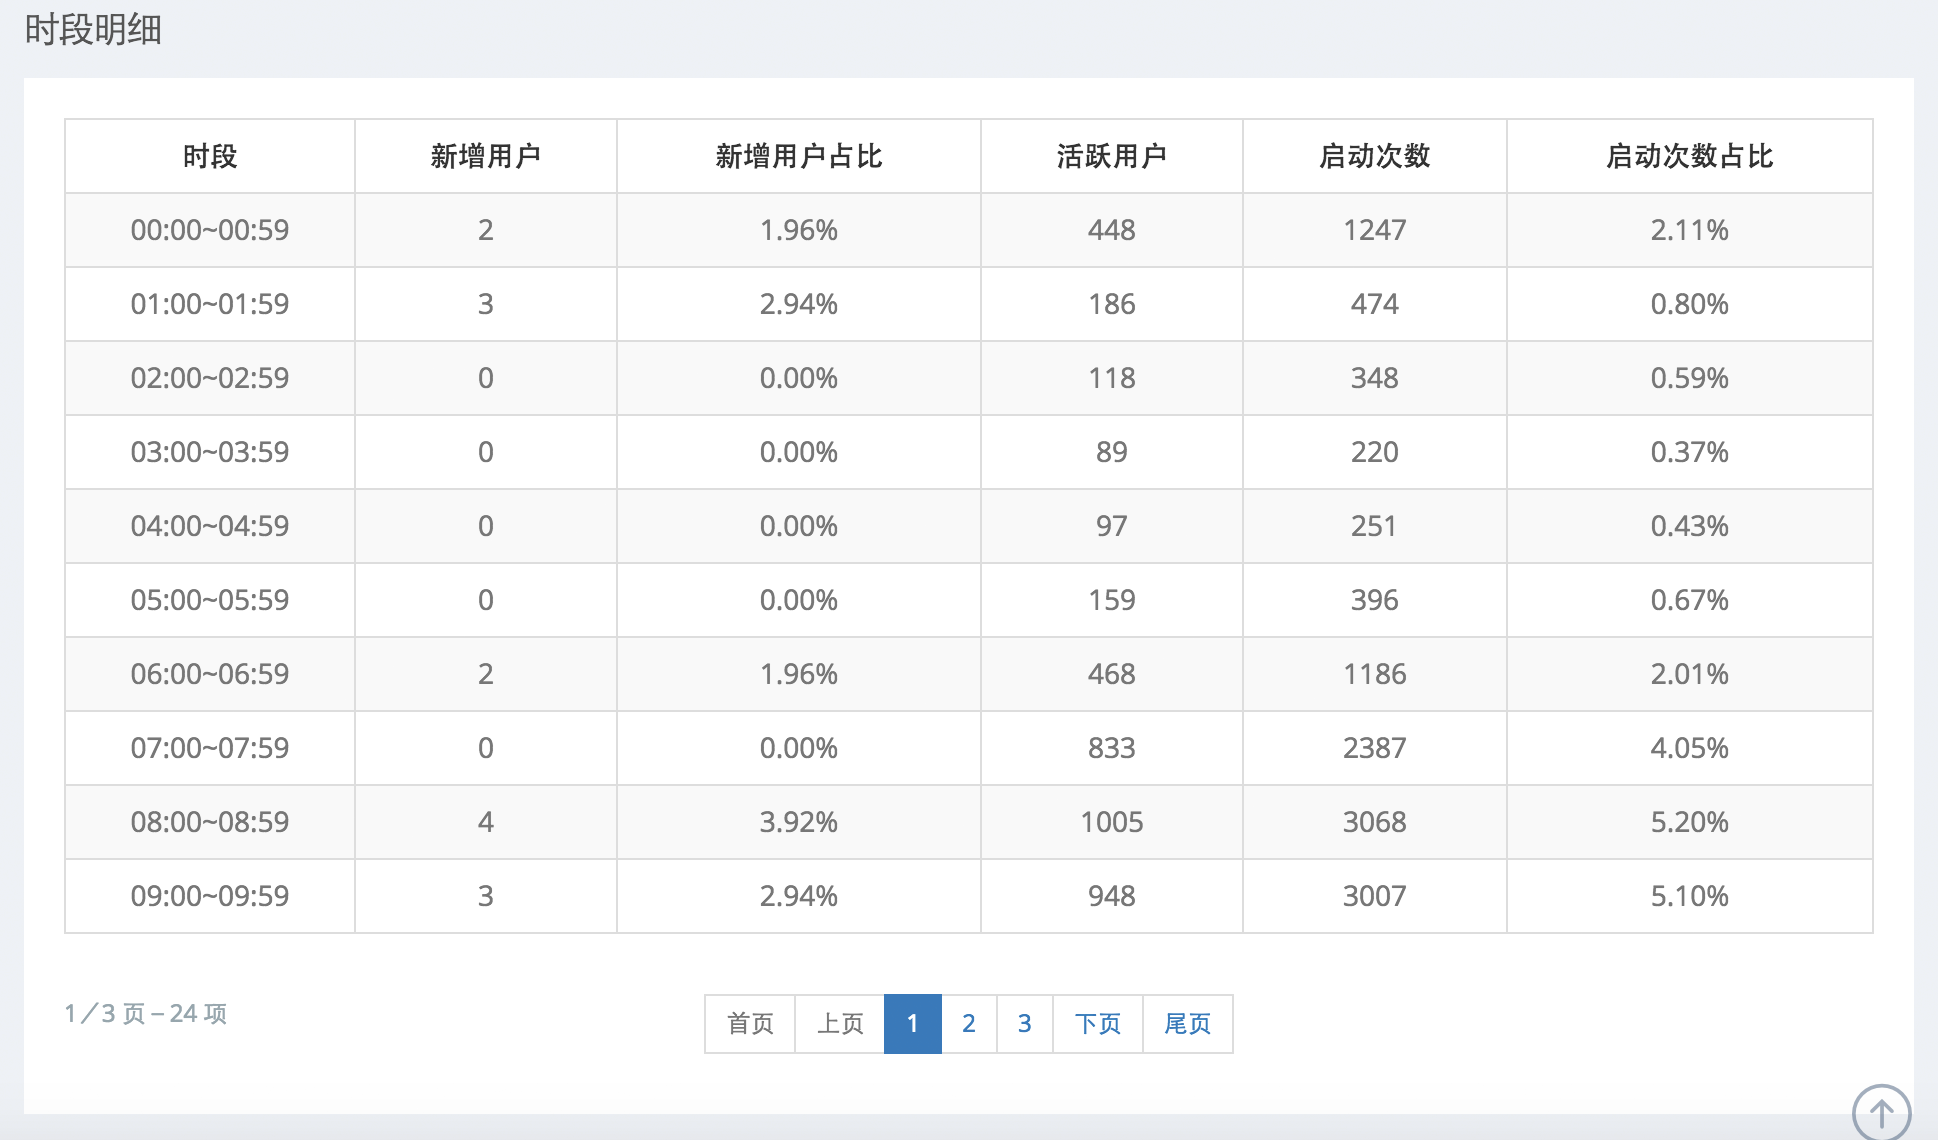 时段明细
时段 新增用户 新增用户占比 活跃用户 启动次数 启动次数占比
00:00~00:59 2 1.96% 448 1247 2.11%
01:00~01:59 3 2.94% 186 474 0.80%
02:00~02:59 0 0.00% 118 348 0.59%
03:00~03:59 0 0.00% 89 220 0.37%
04:00~04:59 0 0.00% 97 251 0.43%
05:00~05:59 0 0.00% 159 396 0.67%
06:00~06:59 2 1.96% 468 1186 2.01%
07:00~07:59 0 0.00% 833 2387 4.05%
08:00~08:59 4 3.92% 1005 3068 5.20%
09:00~09:59 3 2.94% 948 3007 5.10%
1/3 页 – 24 项
首页 上页 1 2 3 下页 尾页